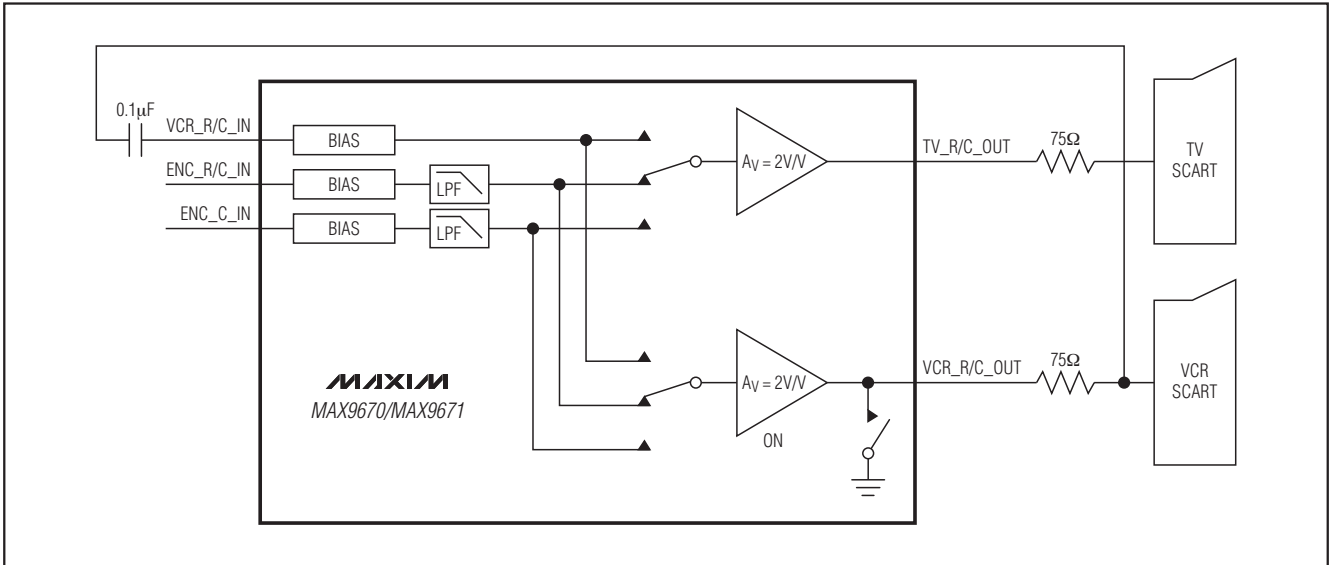 0.1µF
VCR_R/C_IN
BIAS
ENC_R/C_IN
BIAS
LPF
ENC_C_IN
BIAS
LPF
AV = 2V/V
TV_R/C_OUT
75Ω
TV
SCART
MAXIM
MAX9670/MAX9671
AV = 2V/V
ON
VCR_R/C_OUT
75Ω
VCR
SCART